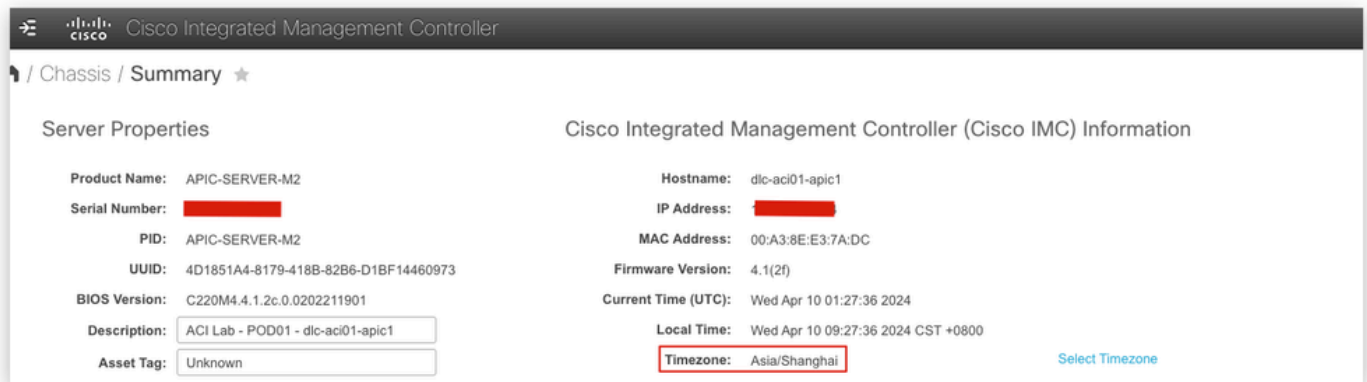 cisco Cisco Integrated Management Controller
/ Chassis / Summary
Server Properties
Product Name: APIC-SERVER-M2
Serial Number:
PID: APIC-SERVER-M2
UUID: 4D1851A4-8179-418B-82B6-D1BF14460973
BIOS Version: C220M4.4.1.2c.0.0202211901
Description: ACI Lab - POD01 - dlc-aci01-apic1
Asset Tag: Unknown
Cisco Integrated Management Controller (Cisco IMC) Information
Hostname: dlc-aci01-apic1
IP Address:
MAC Address: 00:A3:8E:E3:7A:DC
Firmware Version: 4.1(2f)
Current Time (UTC): Wed Apr 10 01:27:36 2024
Local Time: Wed Apr 10 09:27:36 2024 CST +0800
Timezone: Asia/Shanghai Select Timezone